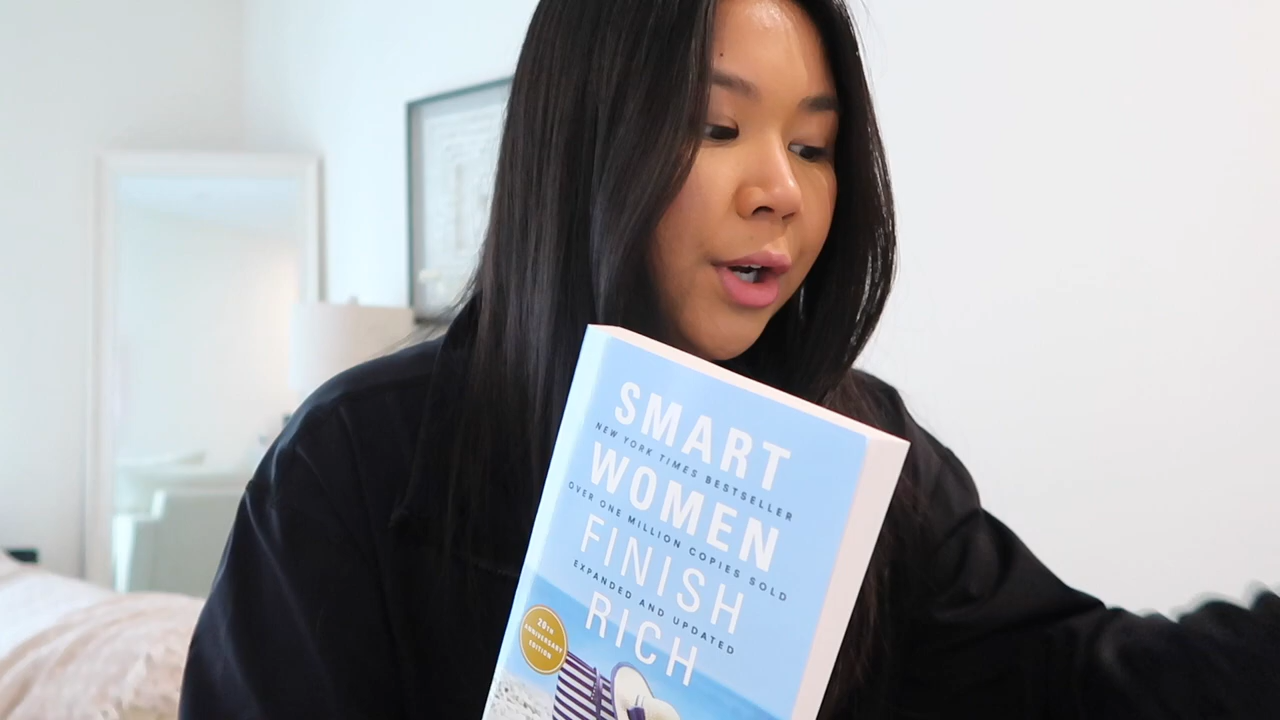 SMART
NEW YORK TIMES BESTSELLER
WOMEN
OVER ONE MILLION COPIES SOLD
FINISH
EXPANDED AND UPDATED
RICH
20TH
ANNIVERSARY
EDITION